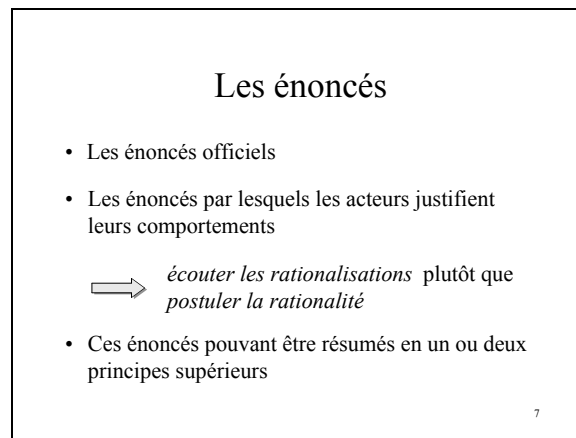 Les énoncés
• Les énoncés officiels
• Les énoncés par lesquels les acteurs justifient
leurs comportements
écouter les rationalisations plutôt que
postuler la rationalité
• Ces énoncés pouvant être résumés en un ou deux
principes supérieurs
7